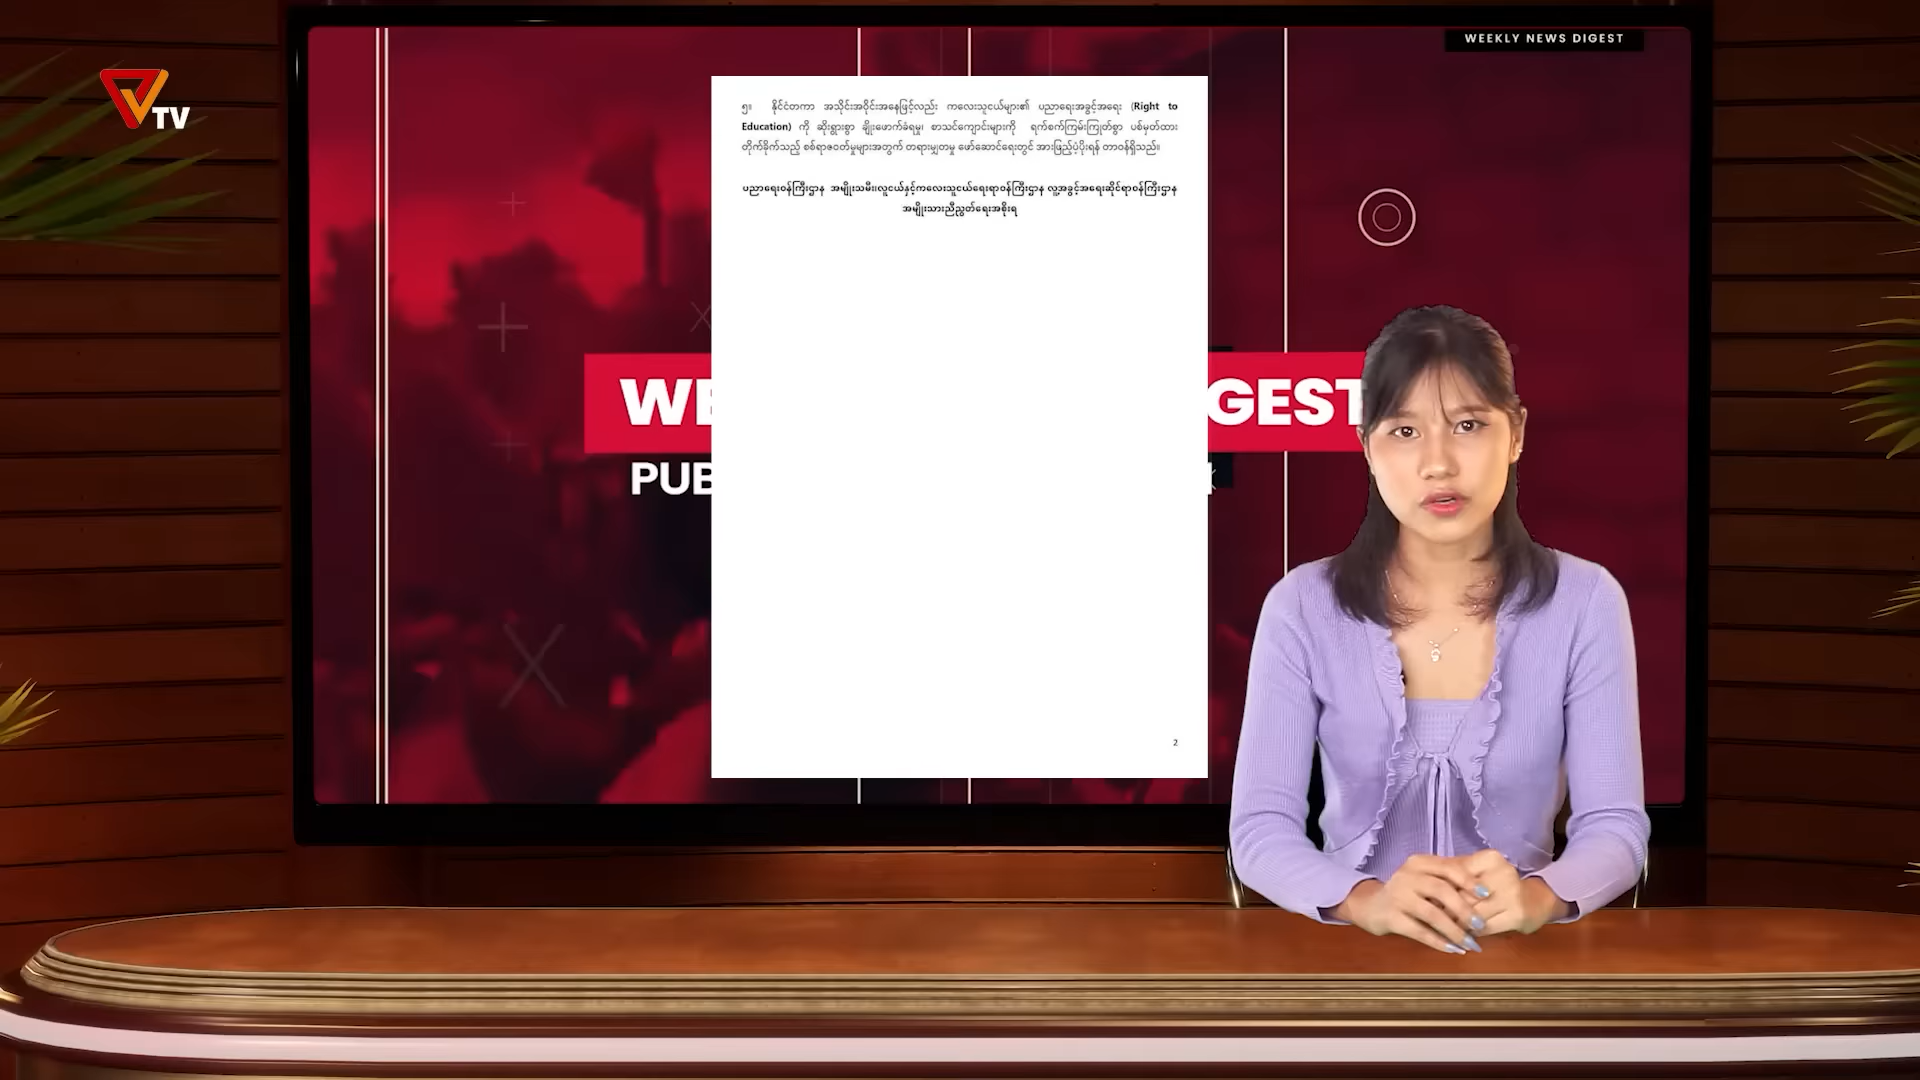 WEEKLY NEWS DIGEST
TV
၅။ နိုင်ငံတကာ အသိုင်းအဝိုင်းအနေဖြင့်လည်း ကလေးသူငယ်များ၏ ပညာရေးအခွင့်အရေး (Right to
Education) ကို ဆိုးရွားစွာ ချိုးဖောက်ခံရမှု၊ စာသင်ကျောင်းများကို ရက်စက်ကြမ်းကြုတ်စွာ ပစ်မှတ်ထား
တိုက်ခိုက်သည့် စစ်ရာဇဝတ်မှုများအတွက် တရားမျှတမှု ဖော်ဆောင်ရေးတွင် အားဖြည့်ပံ့ပိုးရန် တာဝန်ရှိသည်။
ပညာရေးဝန်ကြီးဌာန အမျိုးသမီး၊လူငယ်နှင့်ကလေးသူငယ်ရေးရာဝန်ကြီးဌာန လူ့အခွင့်အရေးဆိုင်ရာဝန်ကြီးဌာန
အမျိုးသားညီညွတ်ရေးအစိုးရ
WE GEST
PUB
2